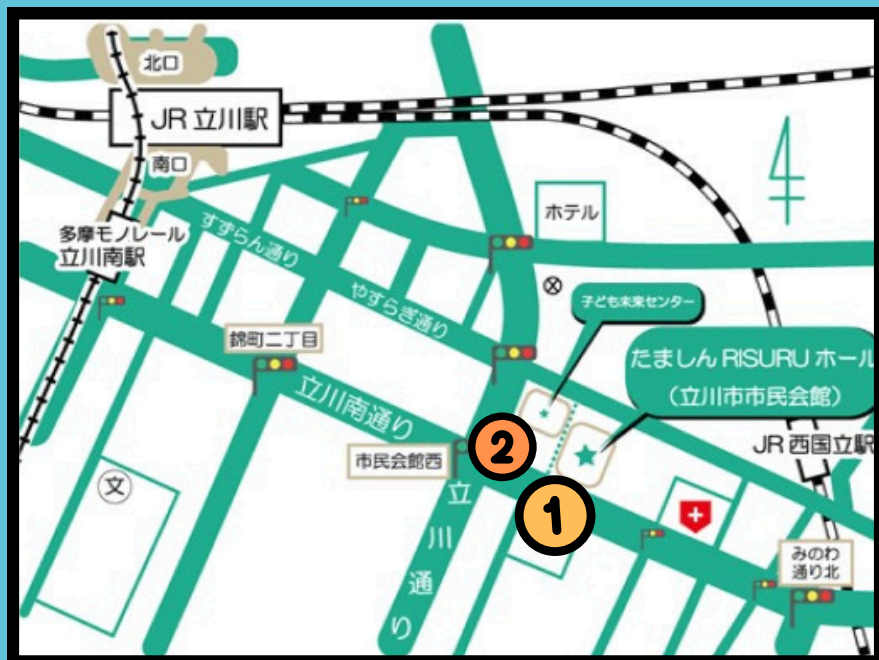 北口
JR 立川駅
南口
多摩モノレール
立川南駅
すずらん通り
ホテル
やすらぎ通り
子ども未来センター
錦町二丁目
たましん RISURU ホール
（立川市市民会館）
立川南通り
市民会館西
2
JR 西国立駅
文
立川通り
1
みのわ
通り北